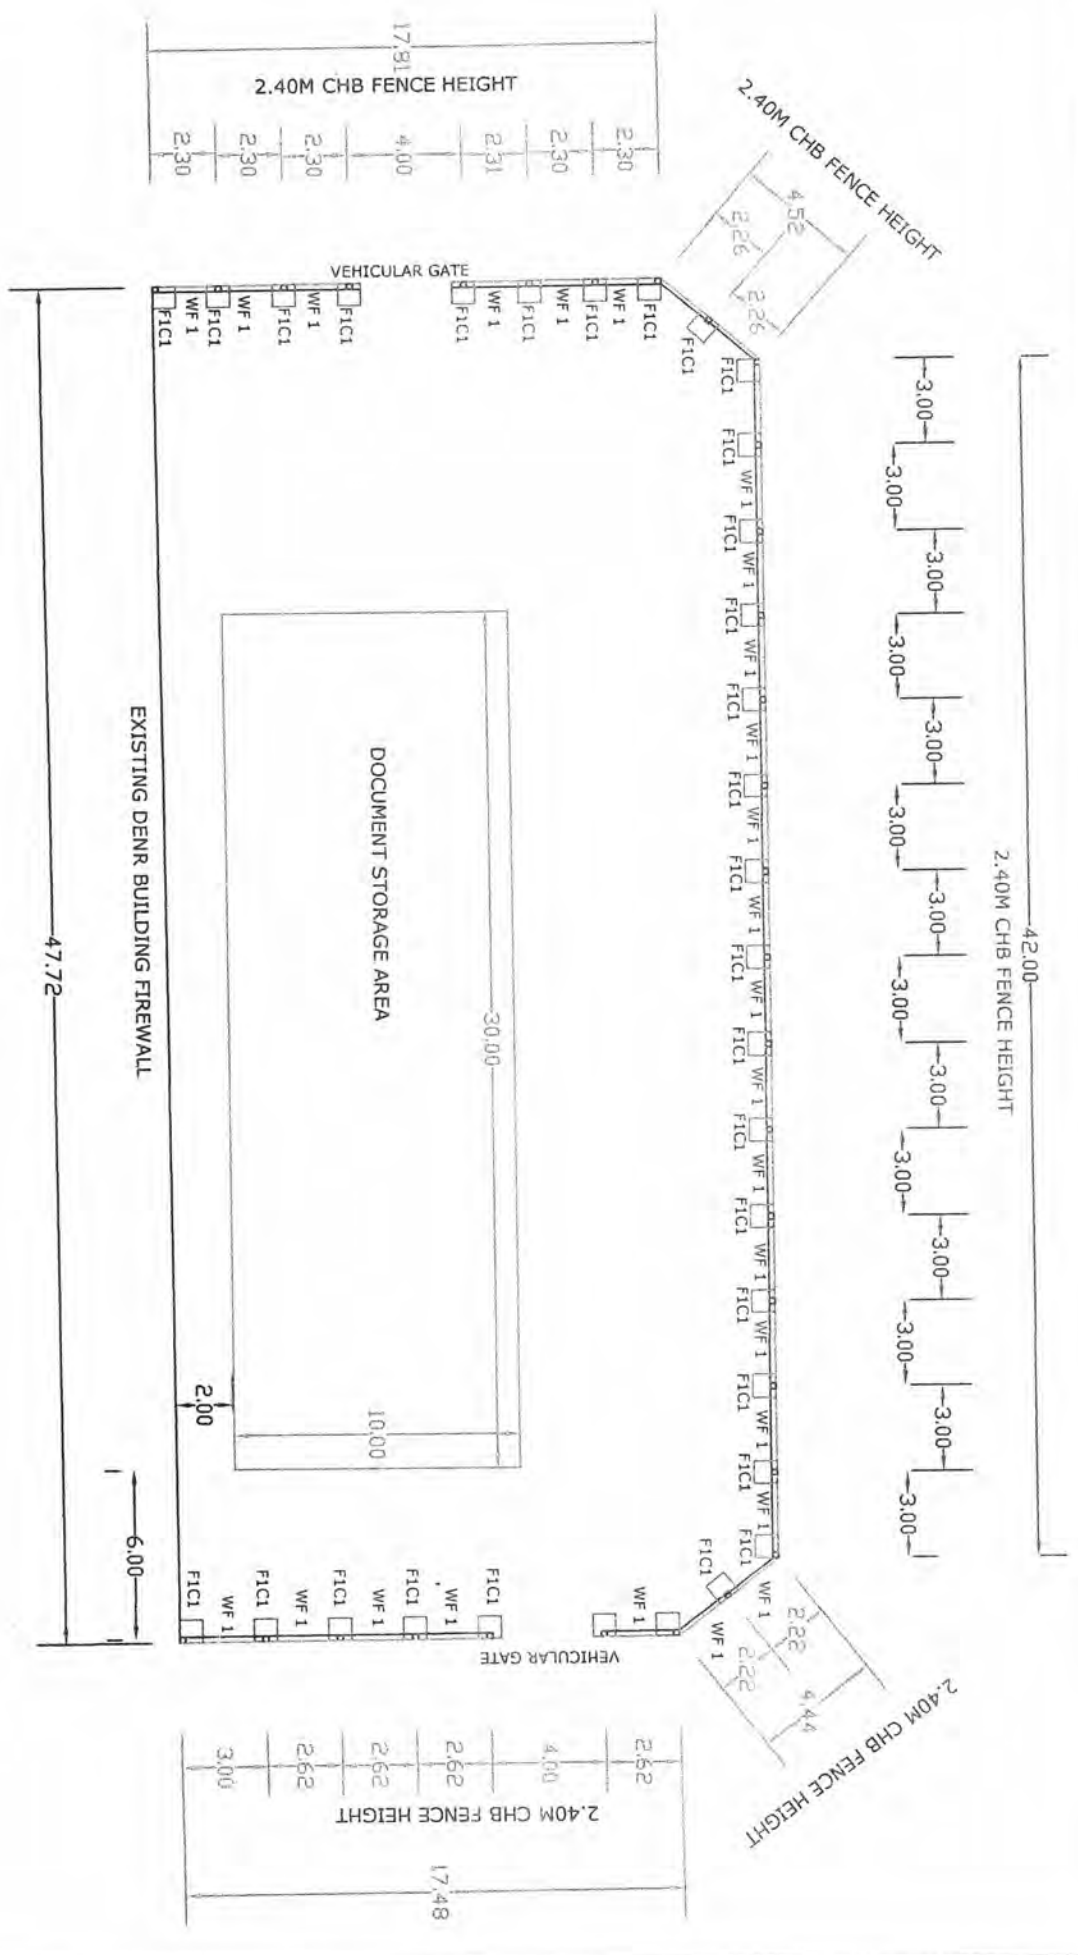 17.81
2.40M CHB FENCE HEIGHT
2.30
2.30
2.30
4.00
2.31
2.30
2.30
2.40M CHB FENCE HEIGHT
4.52
2.26
2.26
VEHICULAR GATE
F1C1
WF 1
F1C1
WF 1
F1C1
WF 1
F1C1
F1C1
WF 1
F1C1
WF 1
F1C1
WF 1
F1C1
F1C1
F1C1
F1C1
WF 1
F1C1
WF 1
F1C1
WF 1
F1C1
WF 1
F1C1
WF 1
F1C1
WF 1
F1C1
WF 1
F1C1
WF 1
F1C1
WF 1
F1C1
WF 1
F1C1
WF 1
F1C1
WF 1
F1C1
WF 1
F1C1
3.00
3.00
3.00
3.00
3.00
3.00
3.00
3.00
3.00
3.00
3.00
3.00
3.00
3.00
42.00
2.40M CHB FENCE HEIGHT
DOCUMENT STORAGE AREA
30.00
10.00
2.00
6.00
EXISTING DENR BUILDING FIREWALL
47.72
F1C1
WF 1
WF 1
2.22
2.22
4.44
2.40M CHB FENCE HEIGHT
F1C1
WF 1
F1C1
WF 1
F1C1
WF 1
F1C1
WF 1
F1C1
WF 1
VEHICULAR GATE
3.00
2.62
2.62
2.62
4.00
2.62
2.40M CHB FENCE HEIGHT
17.48